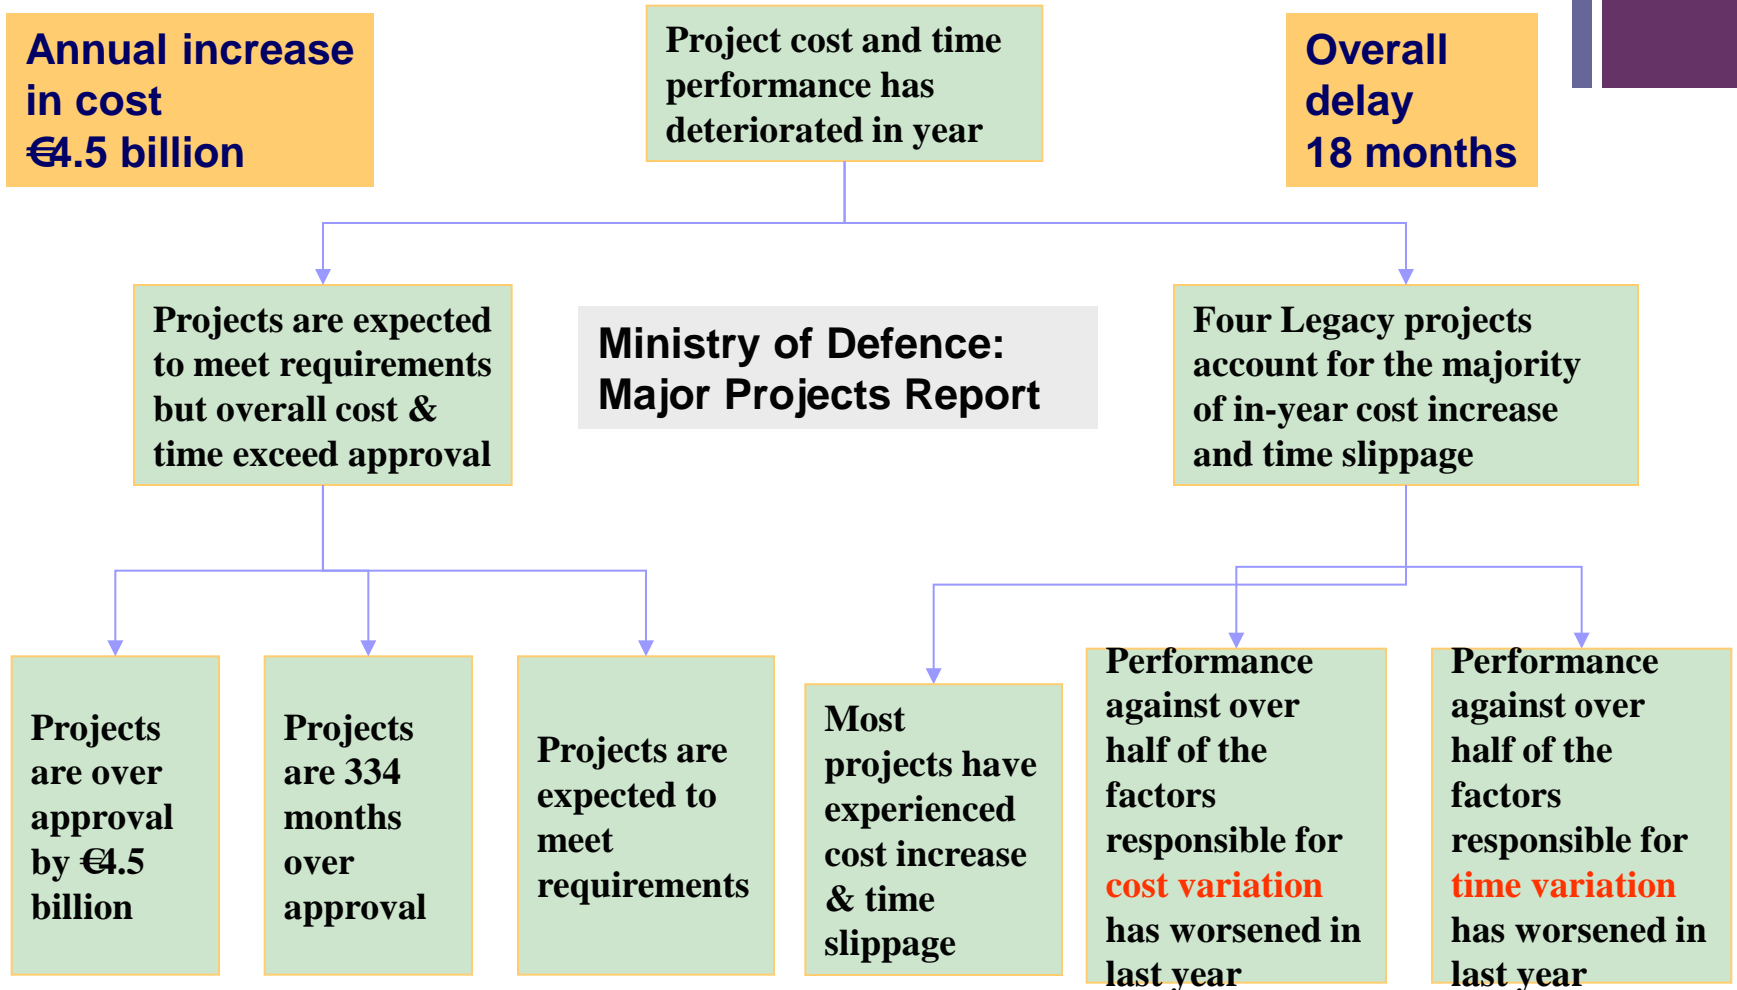 Annual increase
in cost
€4.5 billion
Project cost and time
performance has
deteriorated in year
Overall
delay
18 months
Projects are expected
to meet requirements
but overall cost &
time exceed approval
Ministry of Defence:
Major Projects Report
Four Legacy projects
account for the majority
of in-year cost increase
and time slippage
Projects
are over
approval
by €4.5
billion
Projects
are 334
months
over
approval
Projects are
expected to
meet
requirements
Most
projects have
experienced
cost increase
& time
slippage
Performance
against over
half of the
factors
responsible for
cost variation
has worsened in
last year
Performance
against over
half of the
factors
responsible for
time variation
has worsened in
last year